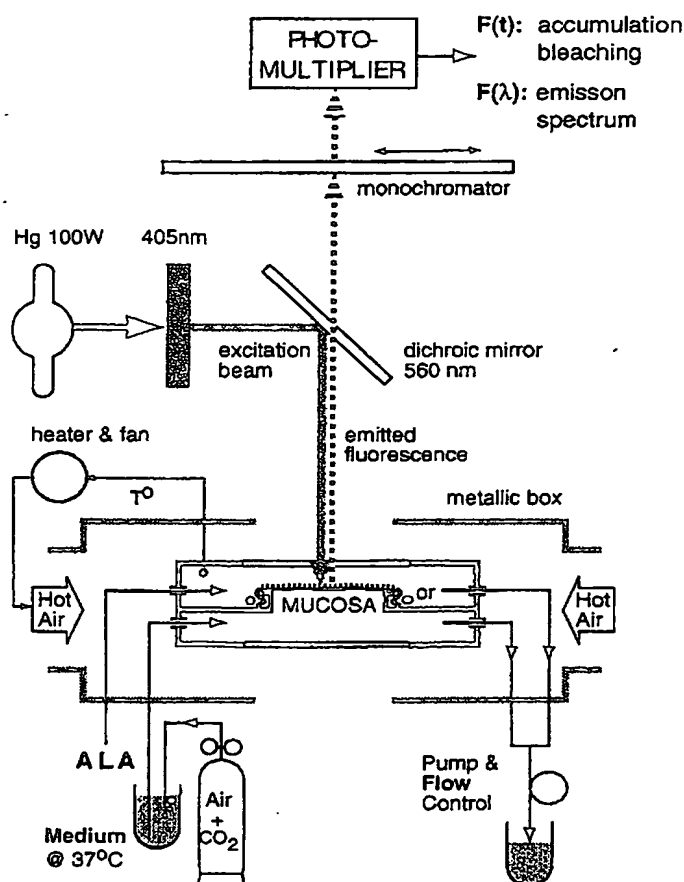 PHOTO-
MULTIPLIER
F(t): accumulation
bleaching
F(λ): emisson
spectrum
monochromator
Hg 100W
405nm
excitation
beam
dichroic mirror
560 nm
emitted
fluorescence
heater & fan
TO
metallic box
Hot
Air
MUCOSA
or
Hot
Air
ALA
Medium
@ 37°C
Air
+
CO2
Pump &
Flow
Control